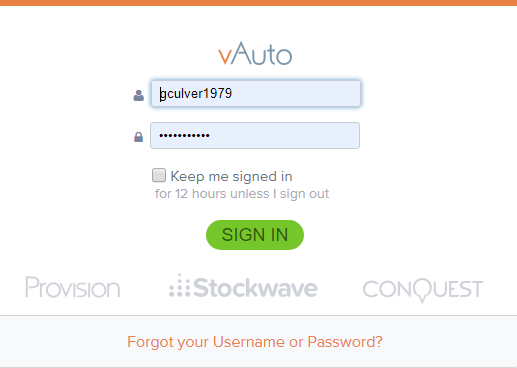 vAuto
gculver1979
•••••••••••
Keep me signed in
for 12 hours unless I sign out
SIGN IN
Provision Stockwave CONQUEST
Forgot your Username or Password?